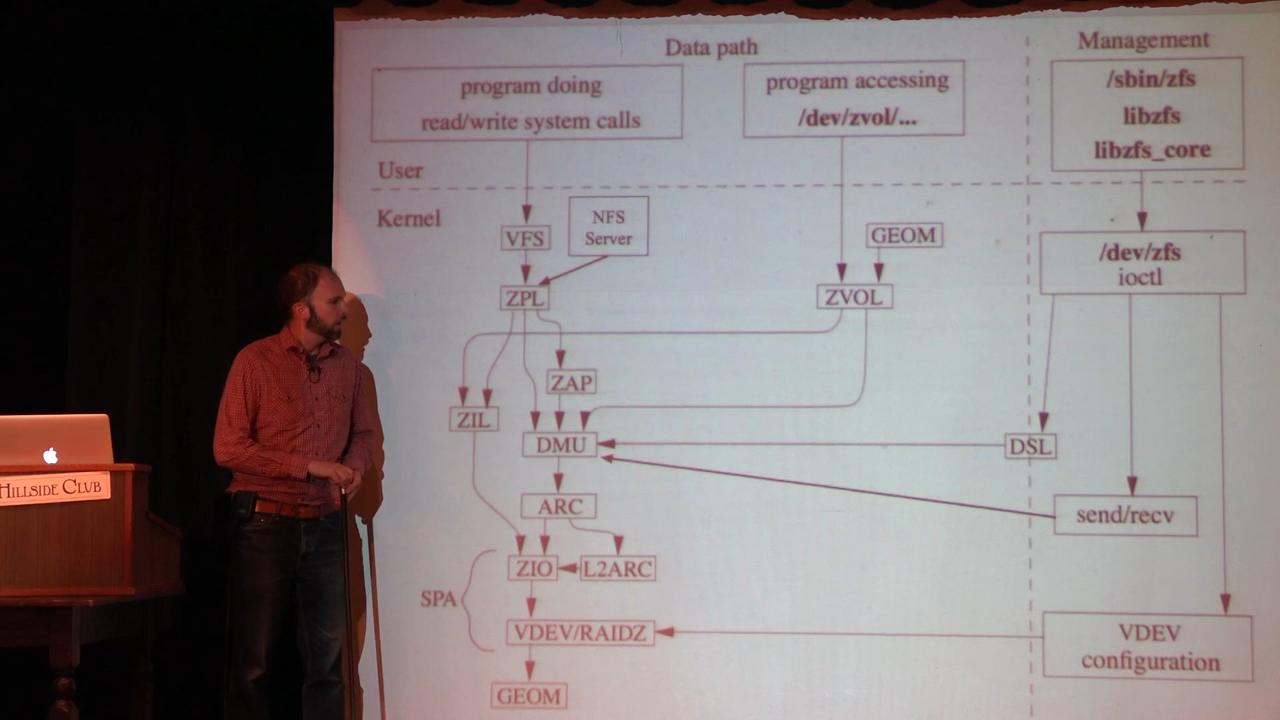 Data path
Management
program doing
read/write system calls
program accessing
/dev/zvol/...
/sbin/zfs
libzfs
libzfs_core
User
Kernel
VFS
NFS
Server
GEOM
/dev/zfs
ioctl
ZPL
ZVOL
ZAP
ZIL
DMU
DSL
ARC
send/recv
ZIO
L2ARC
SPA
VDEV/RAIDZ
VDEV
configuration
GEOM
HILLSIDE CLUB